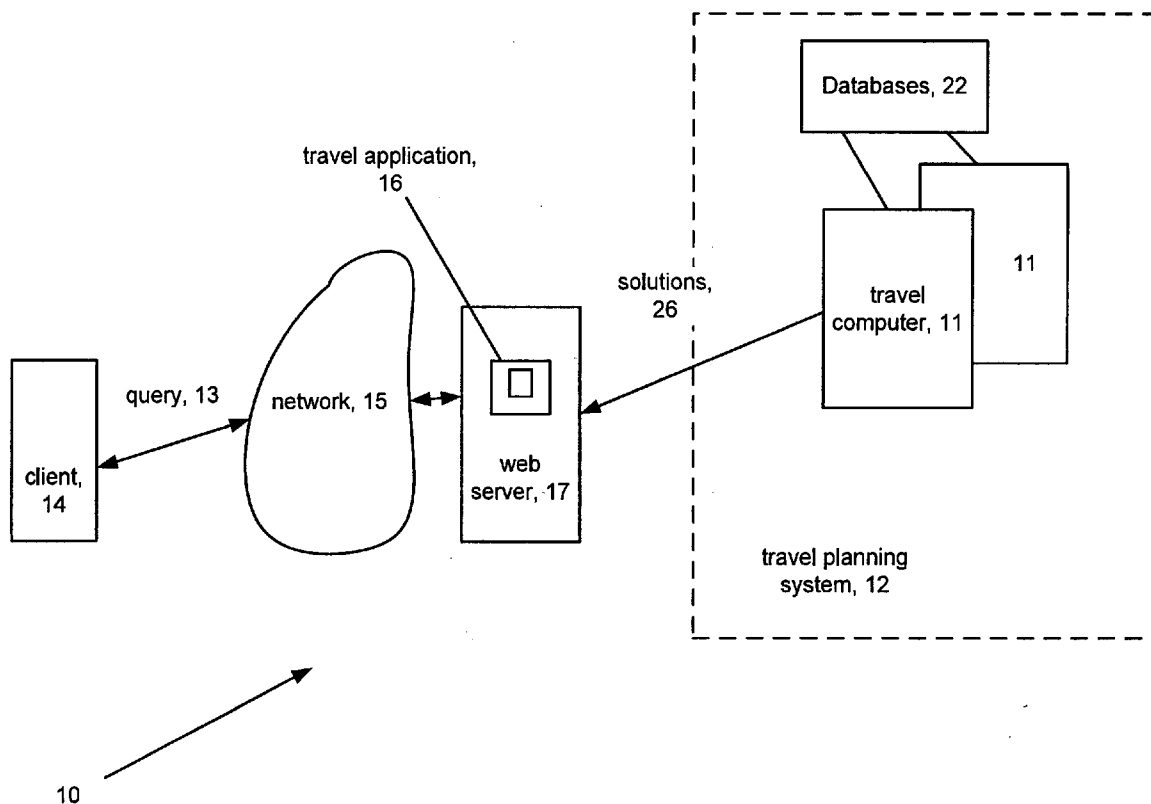 Databases, 22
travel application,
16
11
solutions,
26
travel
computer, 11
query, 13
network, 15
client,
14
web
server, 17
travel planning
system, 12
10